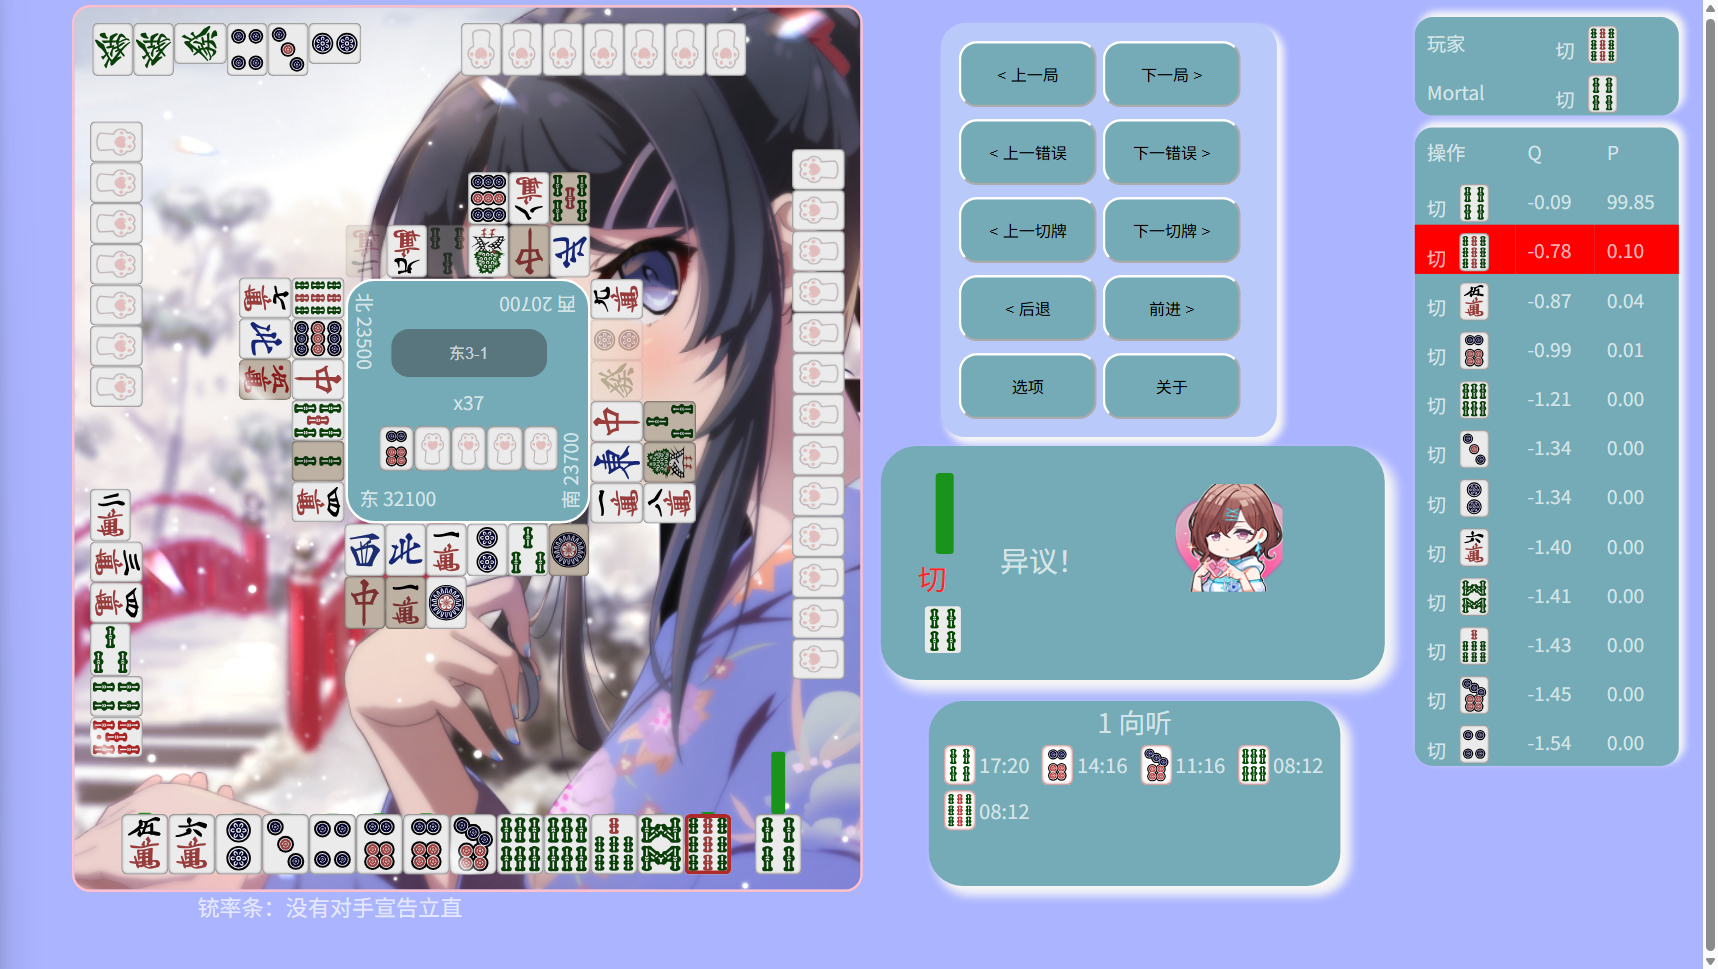 北 23500
西 20700
东3-1
x37
东 32100
南 23700
铳率条：没有对手宣告立直
< 上一局
下一局 >
< 上一错误
下一错误 >
< 上一切牌
下一切牌 >
< 后退
前进 >
选项
关于
切
异议！
1 向听
17:20
14:16
11:16
08:12
08:12
玩家 切
Mortal 切
操作 Q P
切 -0.09 99.85
切 -0.78 0.10
切 -0.87 0.04
切 -0.99 0.01
切 -1.21 0.00
切 -1.34 0.00
切 -1.34 0.00
切 -1.40 0.00
切 -1.41 0.00
切 -1.43 0.00
切 -1.45 0.00
切 -1.54 0.00